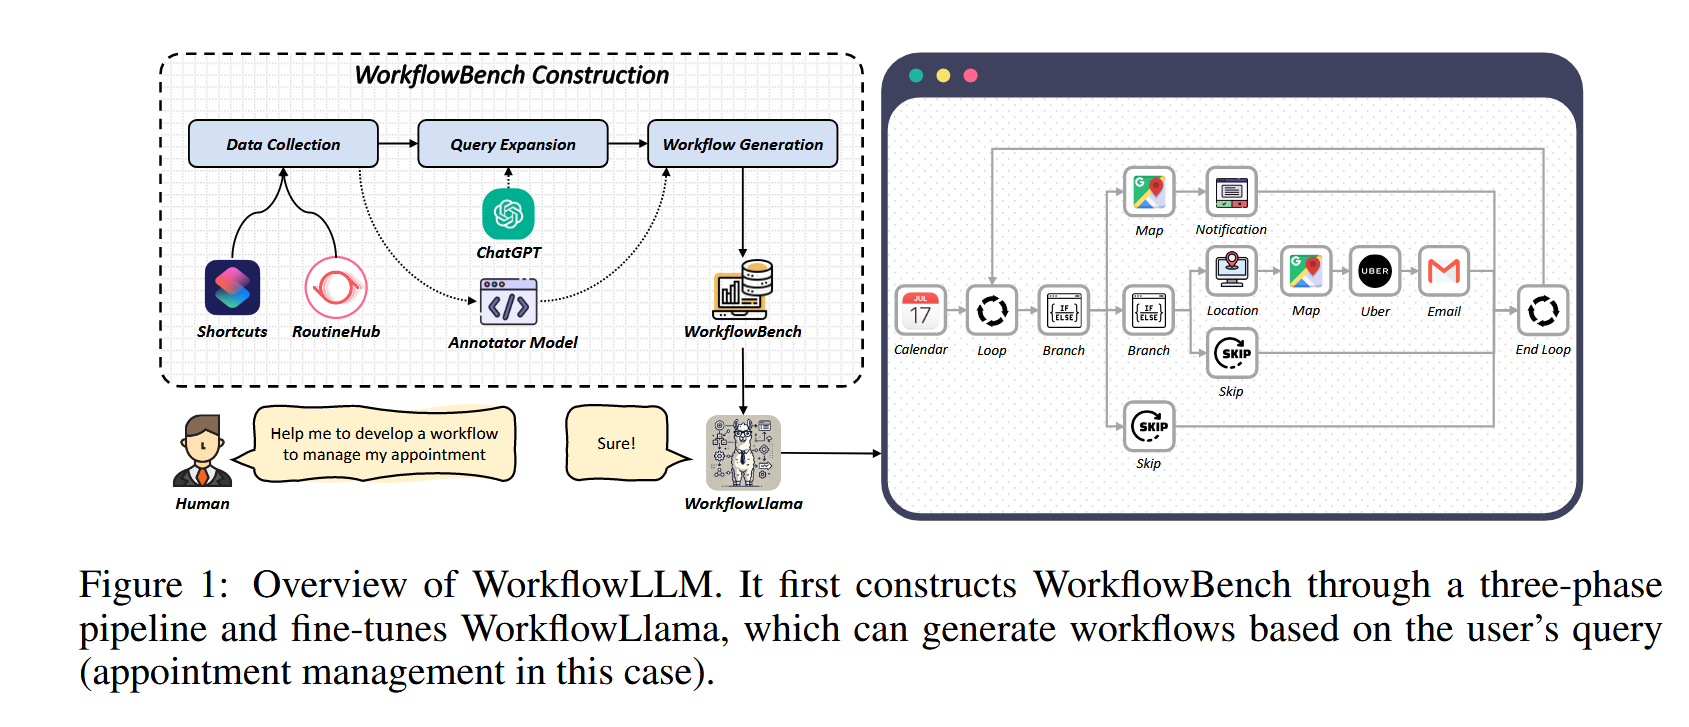 WorkflowBench Construction
Data Collection
Query Expansion
Workflow Generation
ChatGPT
Shortcuts
RoutineHub
Annotator Model
WorkflowBench
Help me to develop a workflow
to manage my appointment
Human
Sure!
WorkflowLlama
G
Map
Notification
JUL
17
Calendar
Loop
IF
ELSE
Branch
IF
ELSE
Branch
Location
G
Map
UBER
Uber
Email
SKIP
Skip
SKIP
Skip
End Loop
Figure 1: Overview of WorkflowLLM. It first constructs WorkflowBench through a three-phase
pipeline and fine-tunes WorkflowLlama, which can generate workflows based on the user's query
(appointment management in this case).